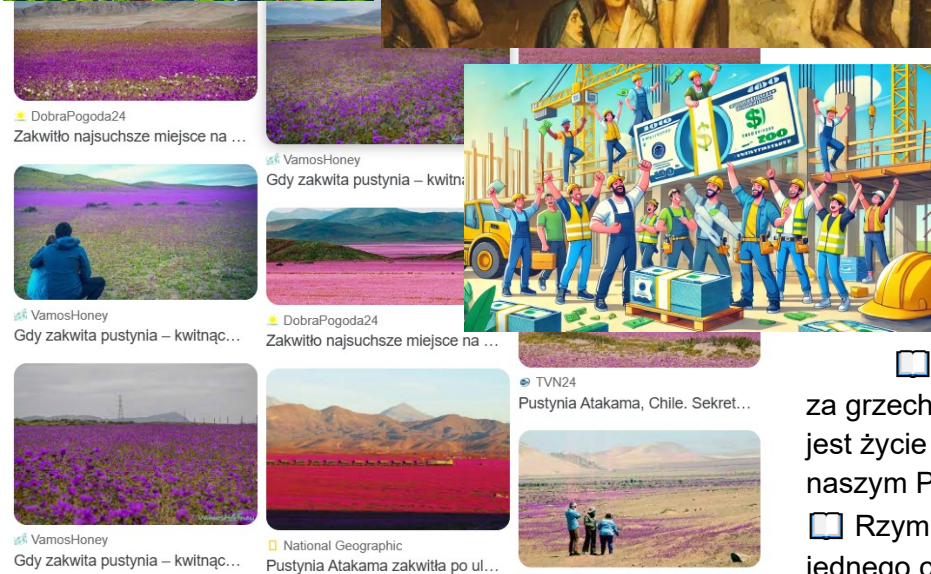 DobraPogoda24
Zakwitło najsuchsze miejsce na …
VamosHoney
Gdy zakwita pustynia – kwitnąc…
VamosHoney
Gdy zakwita pustynia – kwitnąc…
VamosHoney
Gdy zakwita pustynia – kwitn
DobraPogoda24
Zakwitło najsuchsze miejsce na …
National Geographic
Pustynia Atakama zakwitła po ul…
TVN24
Pustynia Atakama, Chile. Sekret…
za grzech
jest życie
naszym P
Rzym
jednego c